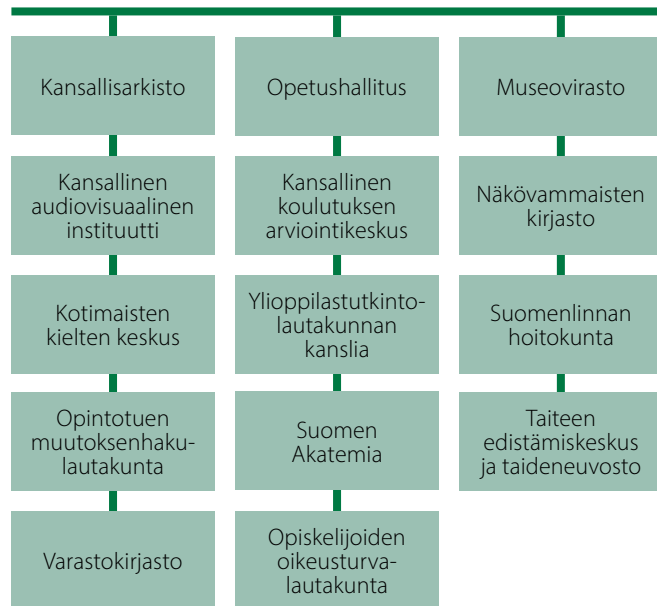 Kansallisarkisto
Kansallinen
audiovisuaalinen
instituutti
Kotimaisten
kielten keskus
Opintotuen
muutoksenhaku-
lautakunta
Varastokirjasto
Opetushallitus
Kansallinen
koulutuksen
arviointikeskus
Ylioppilastutkinto-
lautakunnan
kanslia
Suomen
Akatemia
Opiskelijoiden
oikeusturva-
lautakunta
Museovirasto
Näkövammaisten
kirjasto
Suomenlinnan
hoitokunta
Taiteen
edistämiskeskus
ja taideneuvosto